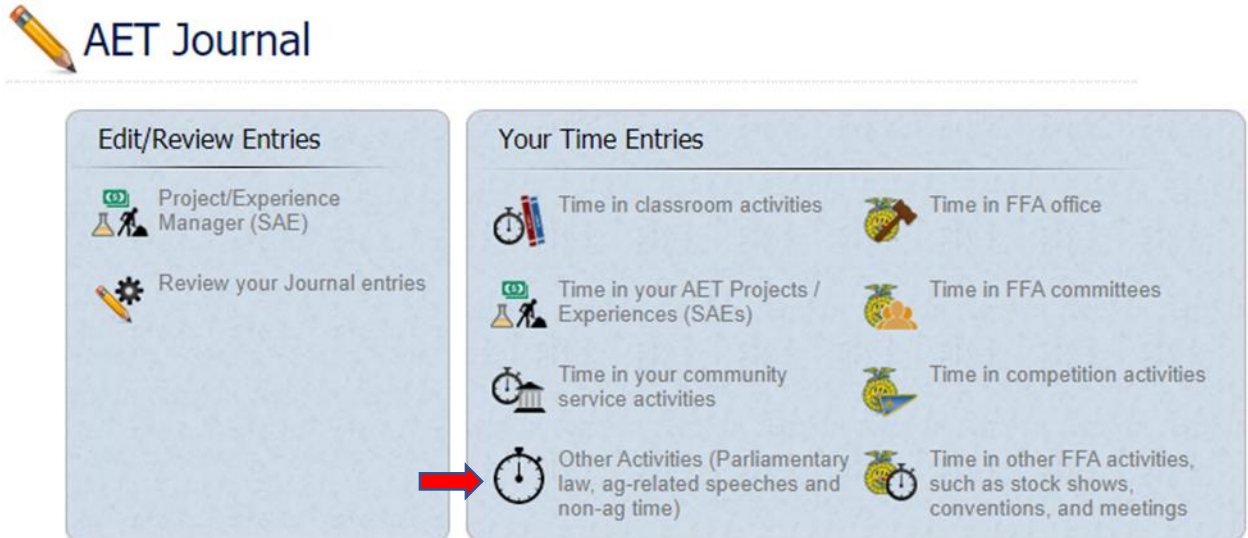 AET Journal
Edit/Review Entries
Project/Experience
Manager (SAE)
Review your Journal entries
Your Time Entries
Time in classroom activities
Time in your AET Projects /
Experiences (SAEs)
Time in your community
service activities
Other Activities (Parliamentary
law, ag-related speeches and
non-ag time)
Time in FFA office
Time in FFA committees
Time in competition activities
Time in other FFA activities,
such as stock shows,
conventions, and meetings